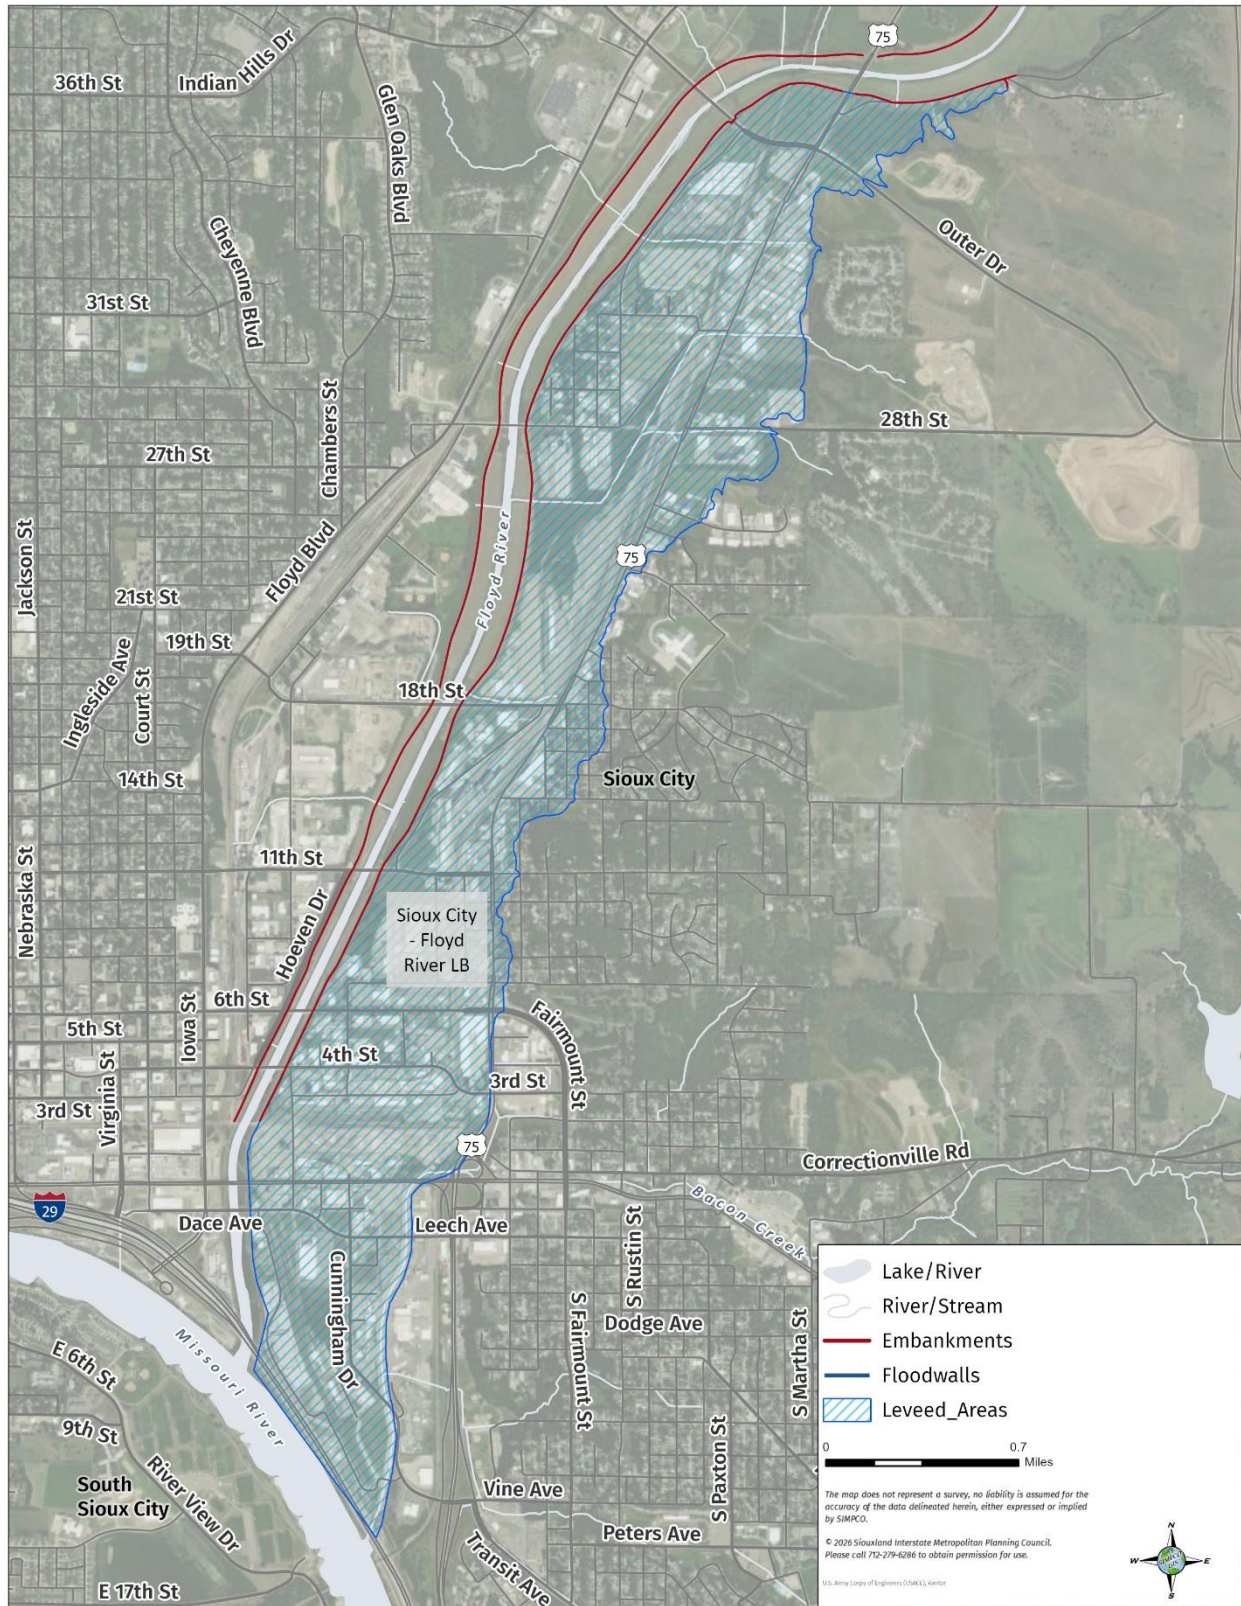 75
36th St
Indian Hills Dr
Glen Oaks Blvd
Cheyenne Blvd
Outer Dr
31st St
Chambers St
28th St
27th St
Floyd River
75
Floyd Blvd
Jackson St
21st St
19th St
Ingleside Ave
Court St
18th St
14th St
Sioux City
11th St
Nebraska St
Sioux City
- Floyd
River LB
Hoeven Dr
6th St
Iowa St
5th St
Fairmount St
4th St
3rd St
3rd St
Virginia St
75
Correctionville Rd
29
Dace Ave
Leech Ave
Bacon Creek
S Rustin St
Cunningham Dr
S Fairmount St
Dodge Ave
S Martha St
Missouri River
E 6th St
9th St
River View Dr
South
Sioux City
S Paxton St
Vine Ave
Peters Ave
Transit Ave
E 17th St
Lake/River
River/Stream
Embankments
Floodwalls
Leveed_Areas
0 0.7
Miles
The map does not represent a survey, no liability is assumed for the
accuracy of the data delineated herein, either expressed or implied
by SIMPCO.
© 2026 Siouxland Interstate Metropolitan Planning Council.
Please call 712-279-6286 to obtain permission for use.
U.S. Army Corps of Engineers (USACE), Vantor
N
W
E
S
SIMPCO
GIS